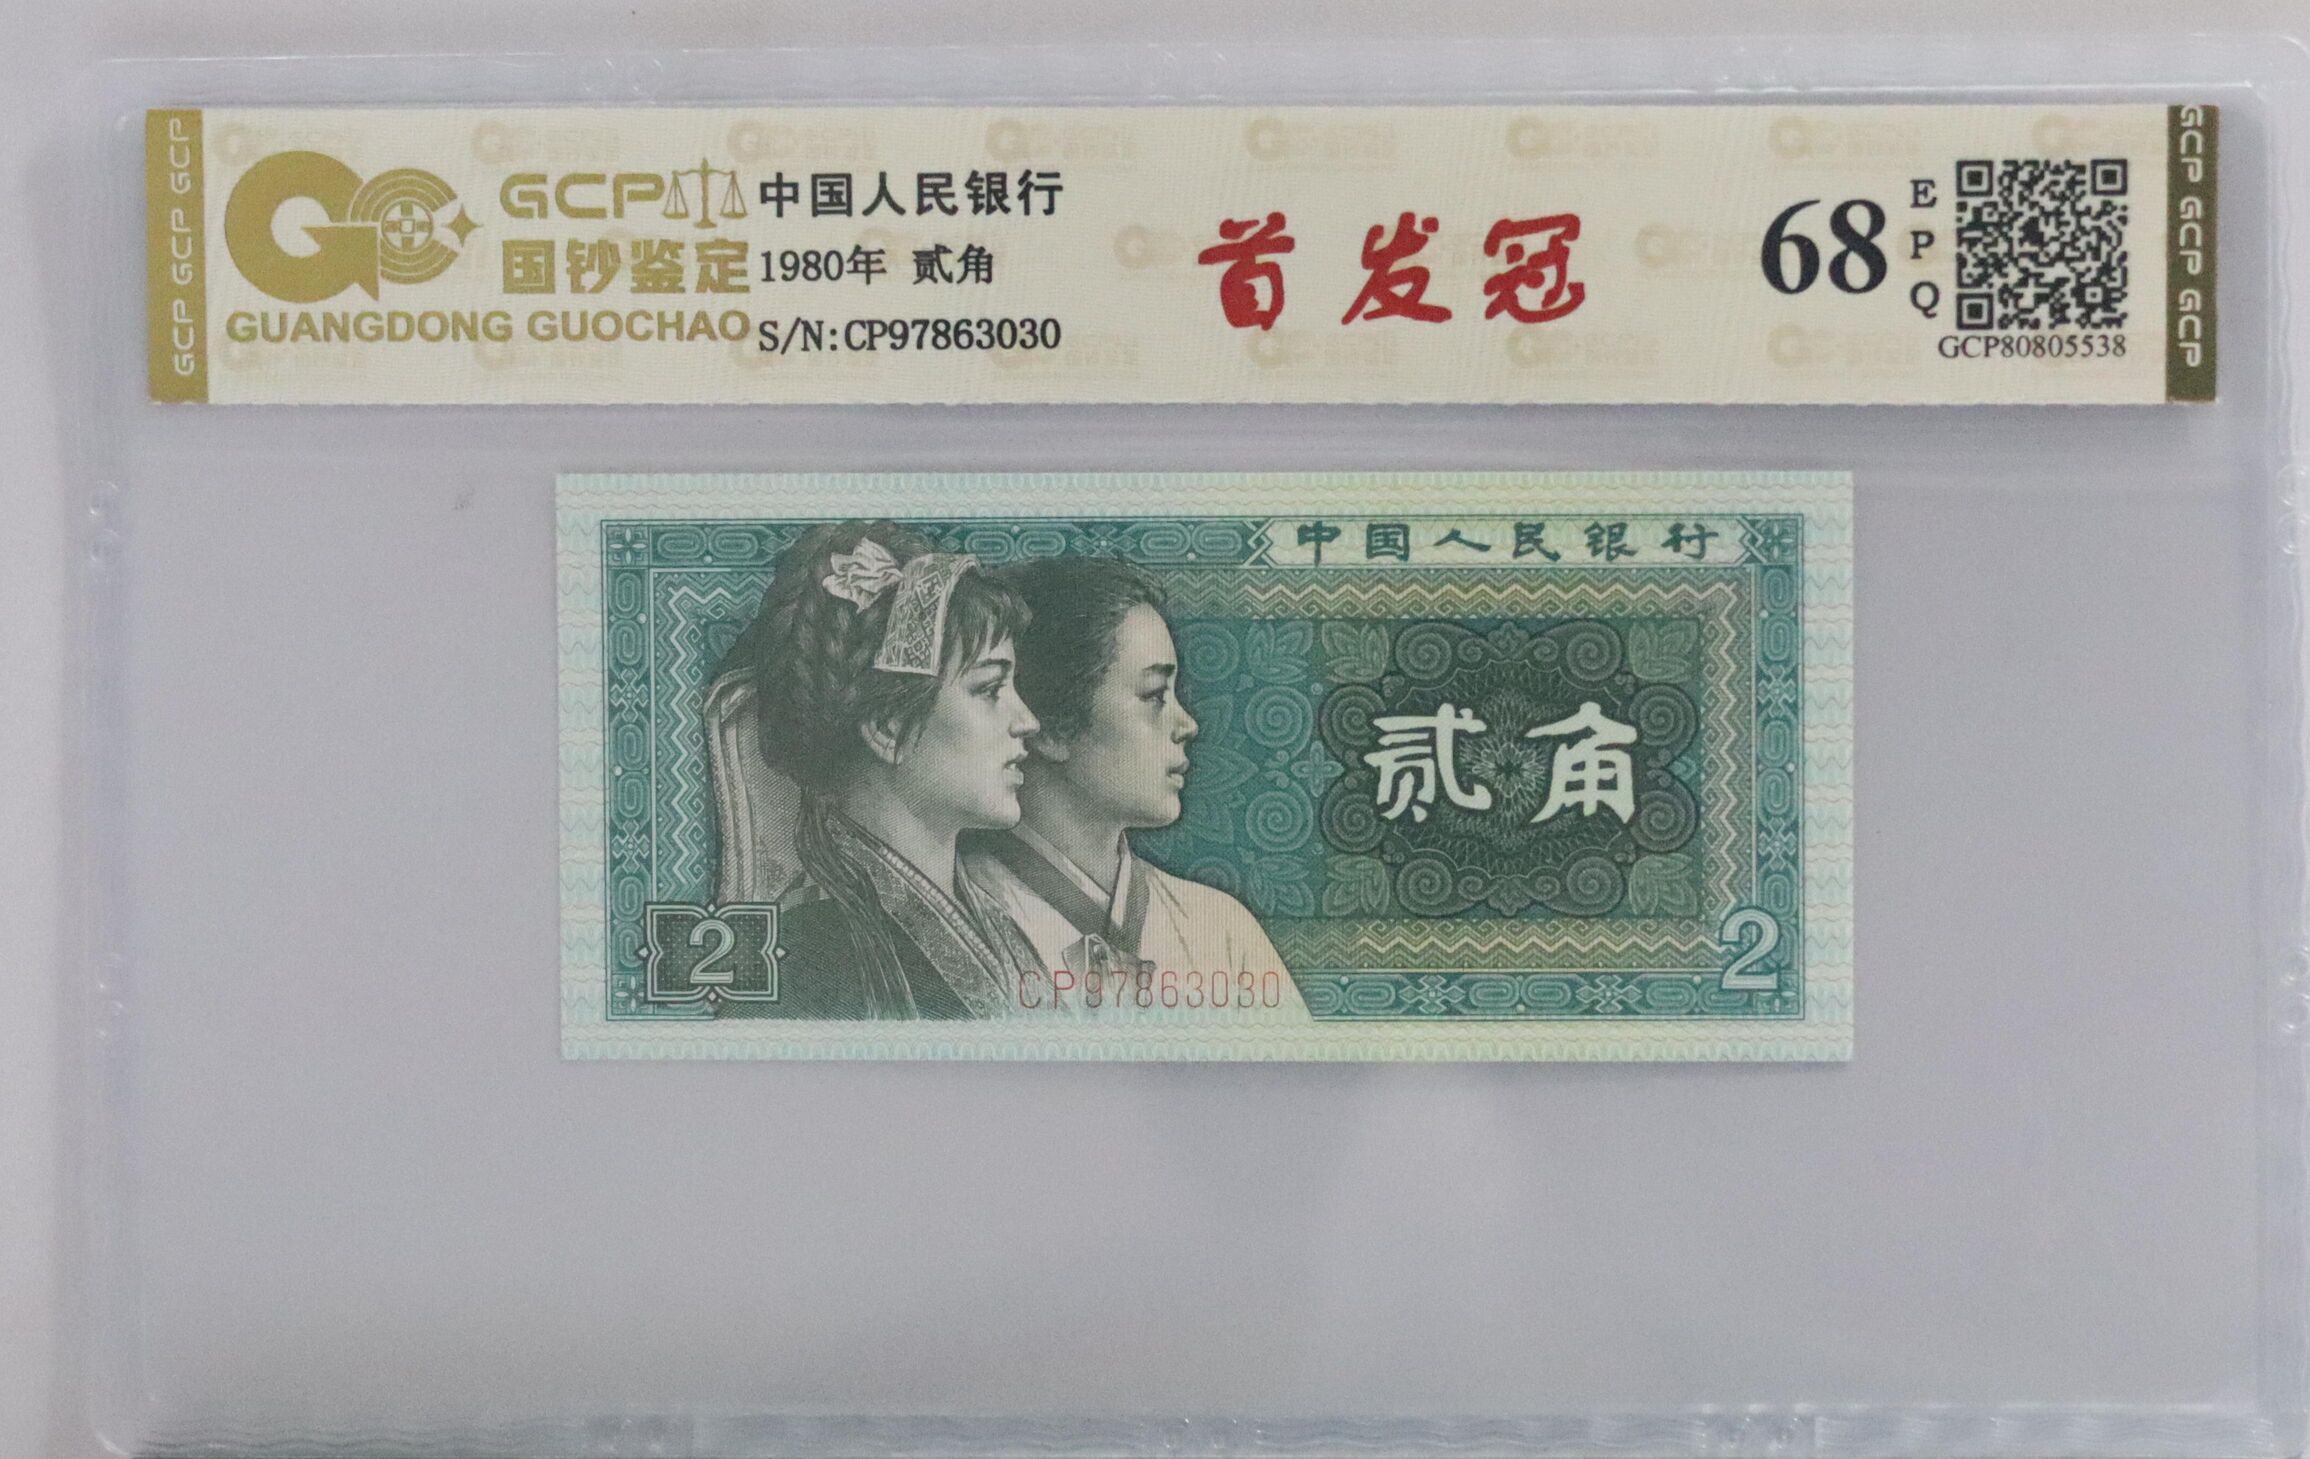 GCP GCP GCP
GCP
国钞鉴定
GUANGDONG GUOCHAO
中国人民银行
1980年 贰角
S/N:CP97863030
首发冠
68
EPQ
GCP80805538
GCP GCP GCP
中国人民银行
贰角
2
CP97863030
2